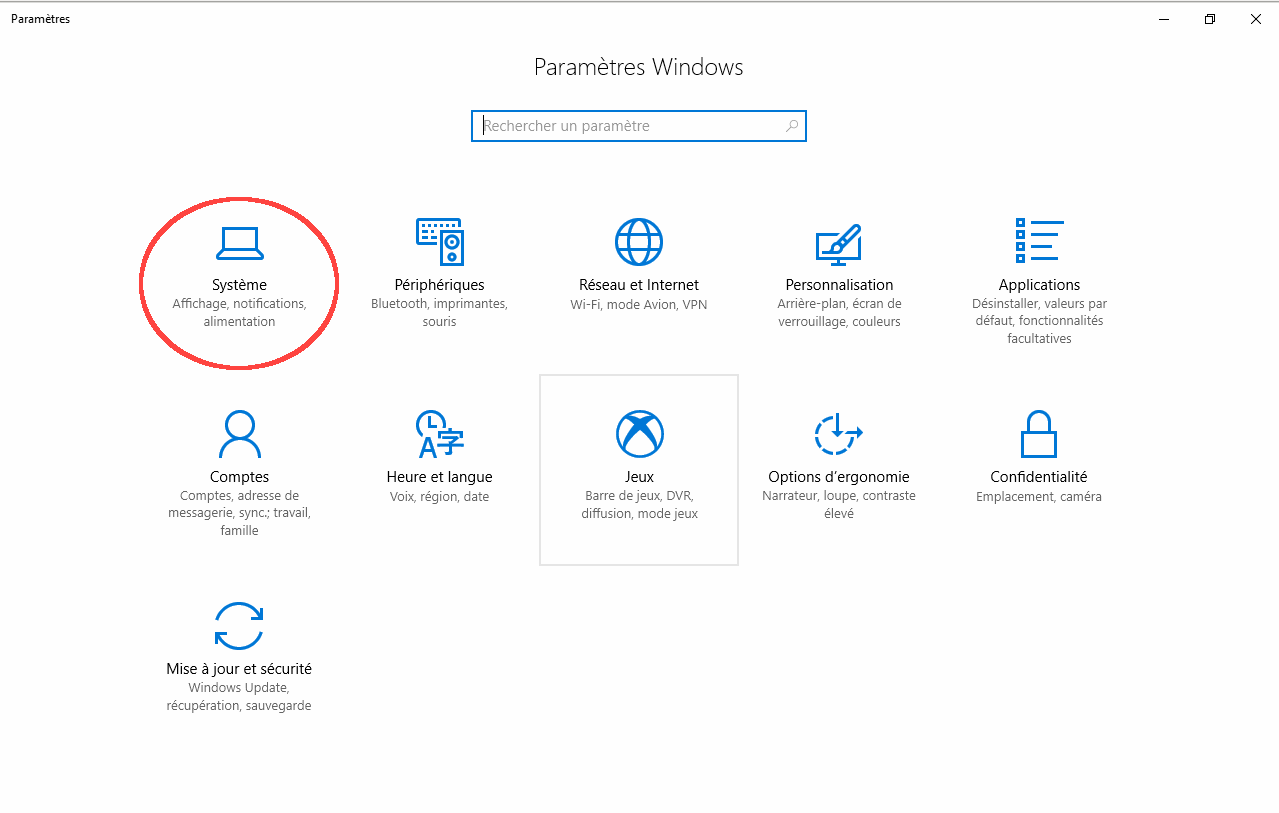 Paramètres
Paramètres Windows
Rechercher un paramètre
Système
Affichage, notifications,
alimentation
Périphériques
Bluetooth, imprimantes,
souris
Réseau et Internet
Wi-Fi, mode Avion, VPN
Personnalisation
Arrière-plan, écran de
verrouillage, couleurs
Applications
Désinstaller, valeurs par
défaut, fonctionnalités
facultatives
Comptes
Comptes, adresse de
messagerie, sync.; travail,
famille
Heure et langue
Voix, région, date
Jeux
Barre de jeux, DVR,
diffusion, mode jeux
Options d’ergonomie
Narrateur, loupe, contraste
élevé
Confidentialité
Emplacement, caméra
Mise à jour et sécurité
Windows Update,
récupération, sauvegarde